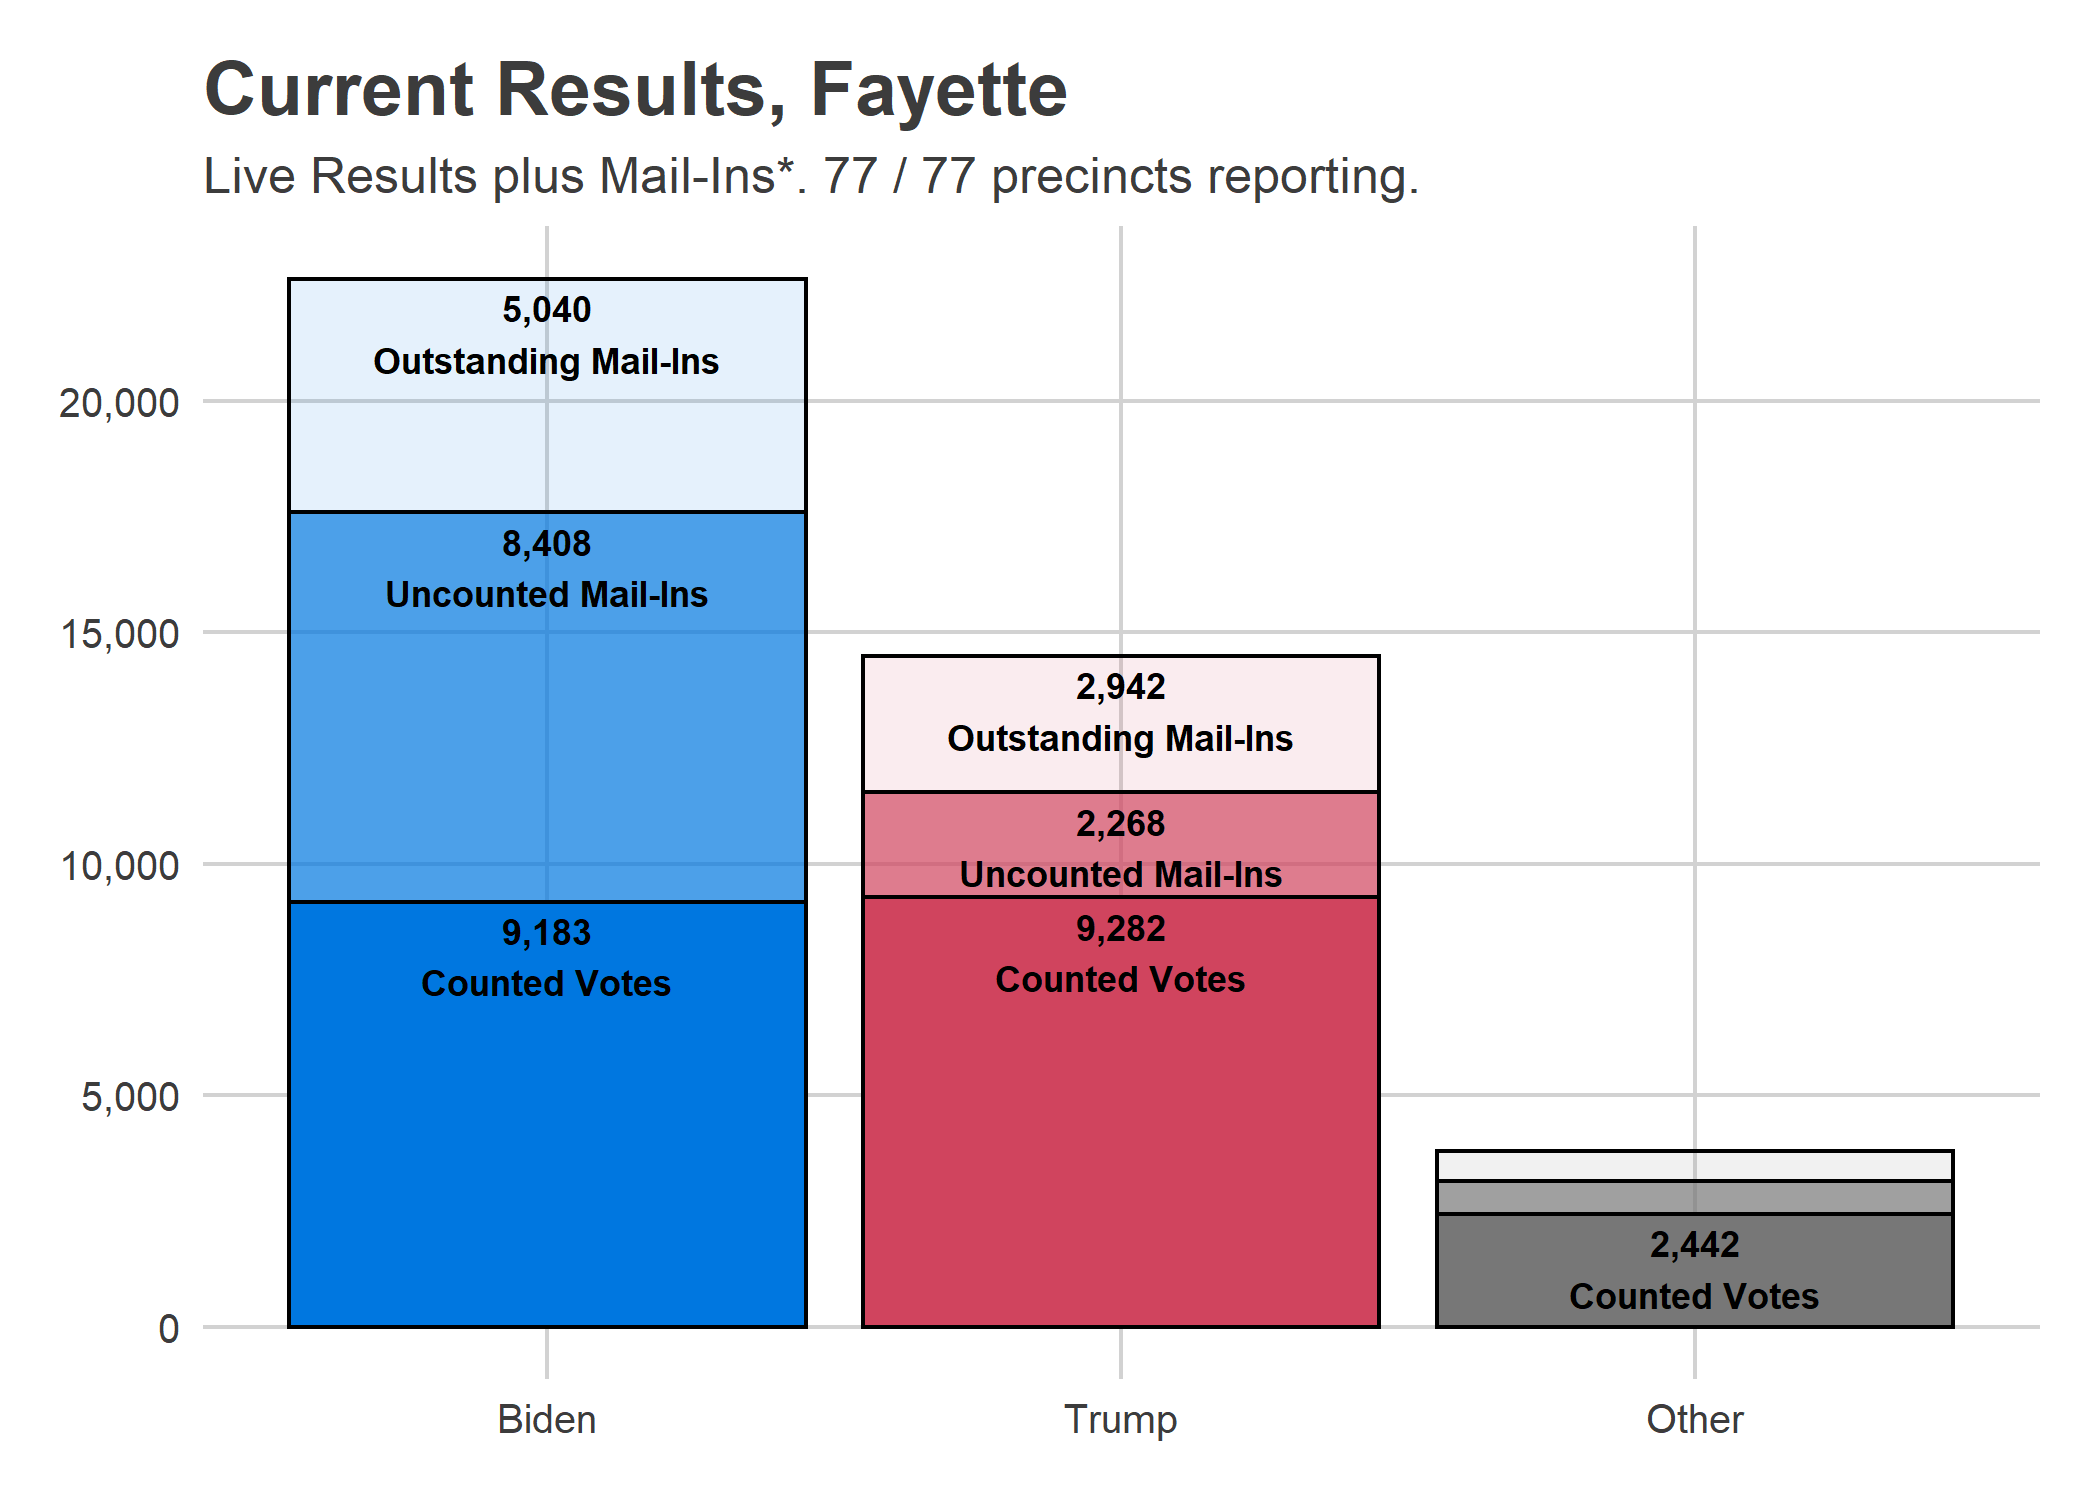 Current Results, Fayette
Live Results plus Mail-Ins*. 77 / 77 precincts reporting.
5,040
Outstanding Mail-Ins
20,000
8,408
Uncounted Mail-Ins
15,000
2,942
Outstanding Mail-Ins
2,268
Uncounted Mail-Ins
10,000
9,183
Counted Votes
9,282
Counted Votes
5,000
2,442
Counted Votes
0
Biden
Trump
Other